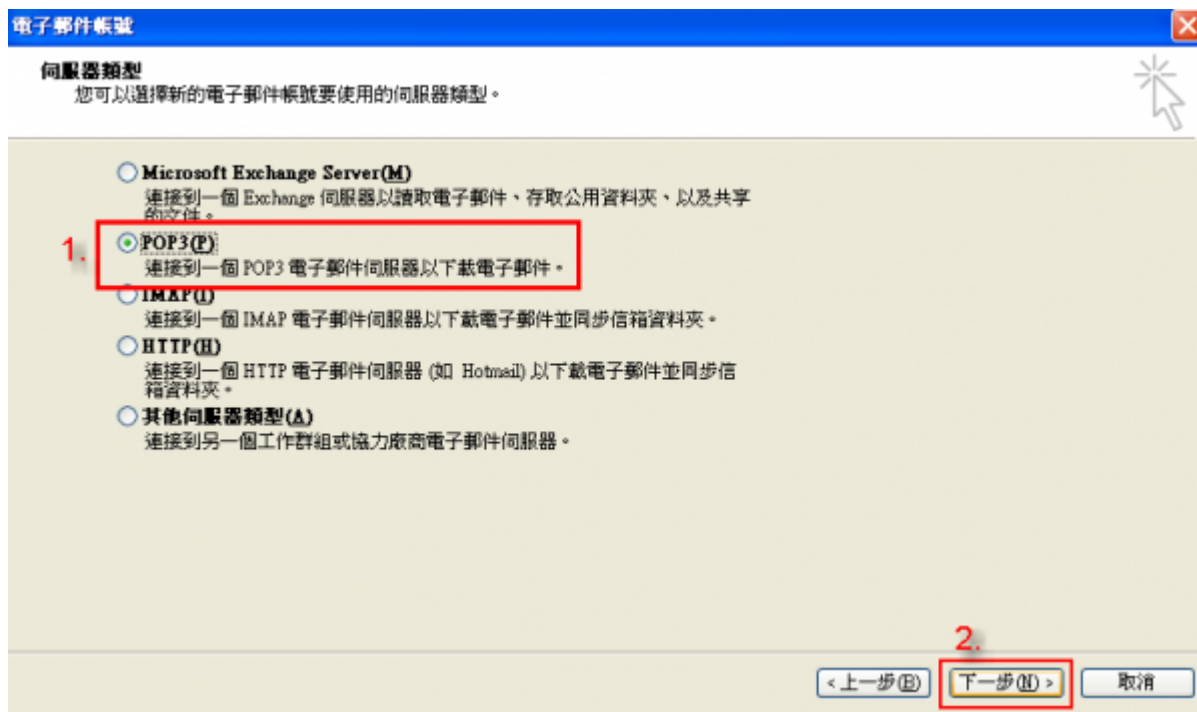 電子郵件帳號
伺服器類型
您可以選擇新的電子郵件帳號要使用的伺服器類型。
Microsoft Exchange Server(M)
連接到一個 Exchange 伺服器以讀取電子郵件、存取公用資料夾、以及共享
的文件。
1.
POP3(P)
連接到一個 POP3 電子郵件伺服器以下載電子郵件。
IMAP(I)
連接到一個 IMAP 電子郵件伺服器以下載電子郵件並同步信箱資料夾。
HTTP(H)
連接到一個 HTTP 電子郵件伺服器 (如 Hotmail) 以下載電子郵件並同步信
箱資料夾。
其他伺服器類型(A)
連接到另一個工作群組或協力廠商電子郵件伺服器。
2.
<上一步(B)
下一步(N) >
取消